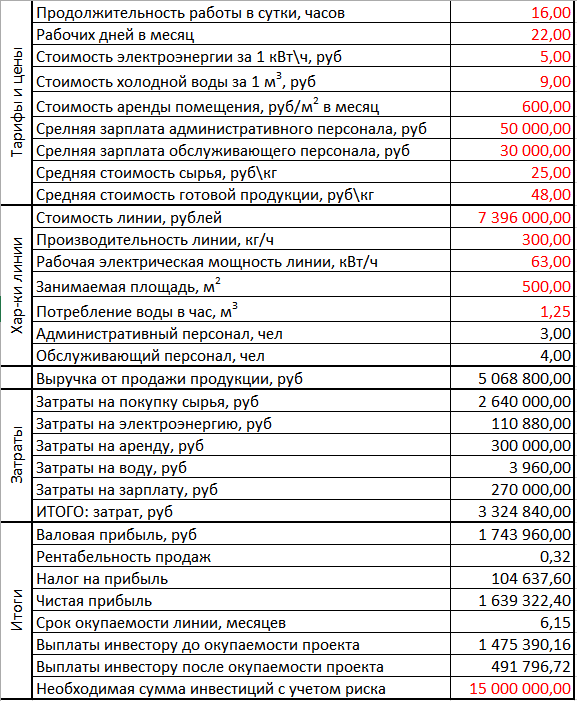 Тарифы и цены
Продолжительность работы в сутки, часов 16,00
Рабочих дней в месяц 22,00
Стоимость электроэнергии за 1 кВт\ч, руб 5,00
Стоимость холодной воды за 1 м³, руб 9,00
Стоимость аренды помещения, руб/м² в месяц 600,00
Срелняя зарплата административного персонала, руб 50 000,00
Срелняя зарплата обслуживающего персонала, руб 30 000,00
Средняя стоимость сырья, руб\кг 25,00
Средняя стоимость готовой продукции, руб\кг 48,00
Хар-ки линии
Стоимость линии, рублей 7 396 000,00
Производительность линии, кг/ч 300,00
Рабочая электрическая мощность линии, кВт/ч 63,00
Занимаемая площадь, м² 500,00
Потребление воды в час, м³ 1,25
Административный персонал, чел 3,00
Обслуживающий персонал, чел 4,00
Выручка от продажи продукции, руб 5 068 800,00
Затраты
Затраты на покупку сырья, руб 2 640 000,00
Затраты на электроэнергию, руб 110 880,00
Затраты на аренду, руб 300 000,00
Затраты на воду, руб 3 960,00
Затраты на зарплату, руб 270 000,00
ИТОГО: затрат, руб 3 324 840,00
Итоги
Валовая прибыль, руб 1 743 960,00
Рентабельность продаж 0,32
Налог на прибыль 104 637,60
Чистая прибыль 1 639 322,40
Срок окупаемости линии, месяцев 6,15
Выплаты инвестору до окупаемости проекта 1 475 390,16
Выплаты инвестору после окупаемости проекта 491 796,72
Необходимая сумма инвестиций с учетом риска 15 000 000,00